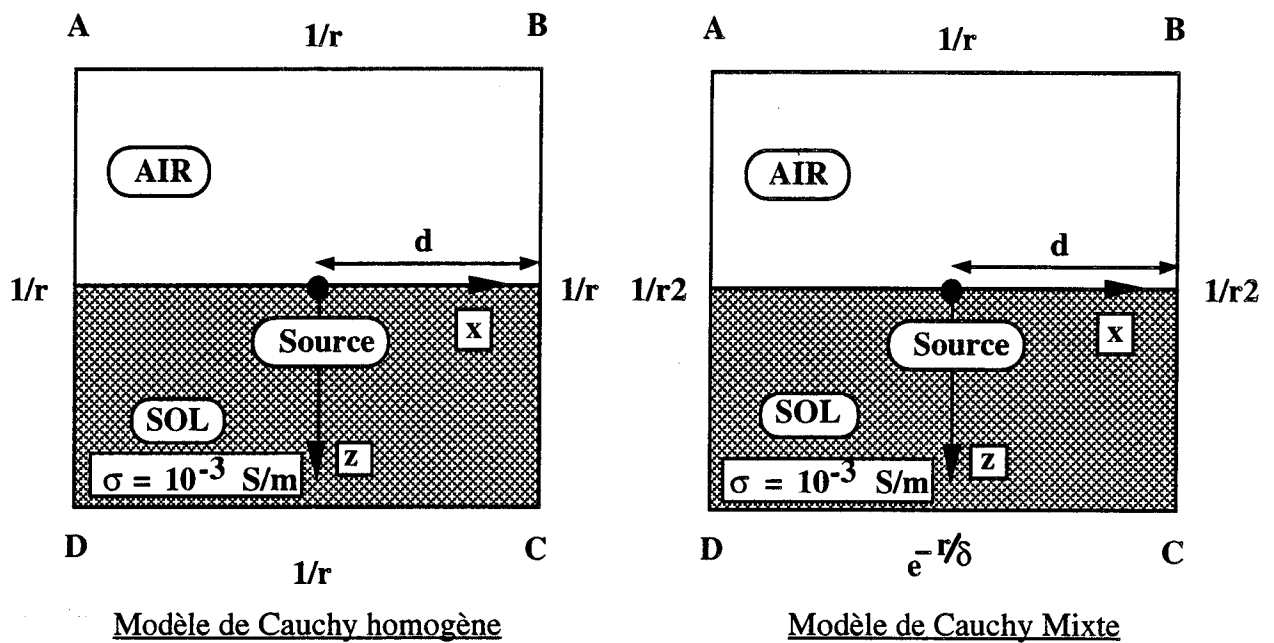 A
1/r
B
AIR
d
1/r
1/r
x
Source
SOL
z
σ = 10⁻³ S/m
D
C
1/r
Modèle de Cauchy homogène
A
1/r
B
AIR
d
1/r2
1/r2
x
Source
SOL
z
σ = 10⁻³ S/m
D
C
e⁻ʳ/δ
Modèle de Cauchy Mixte